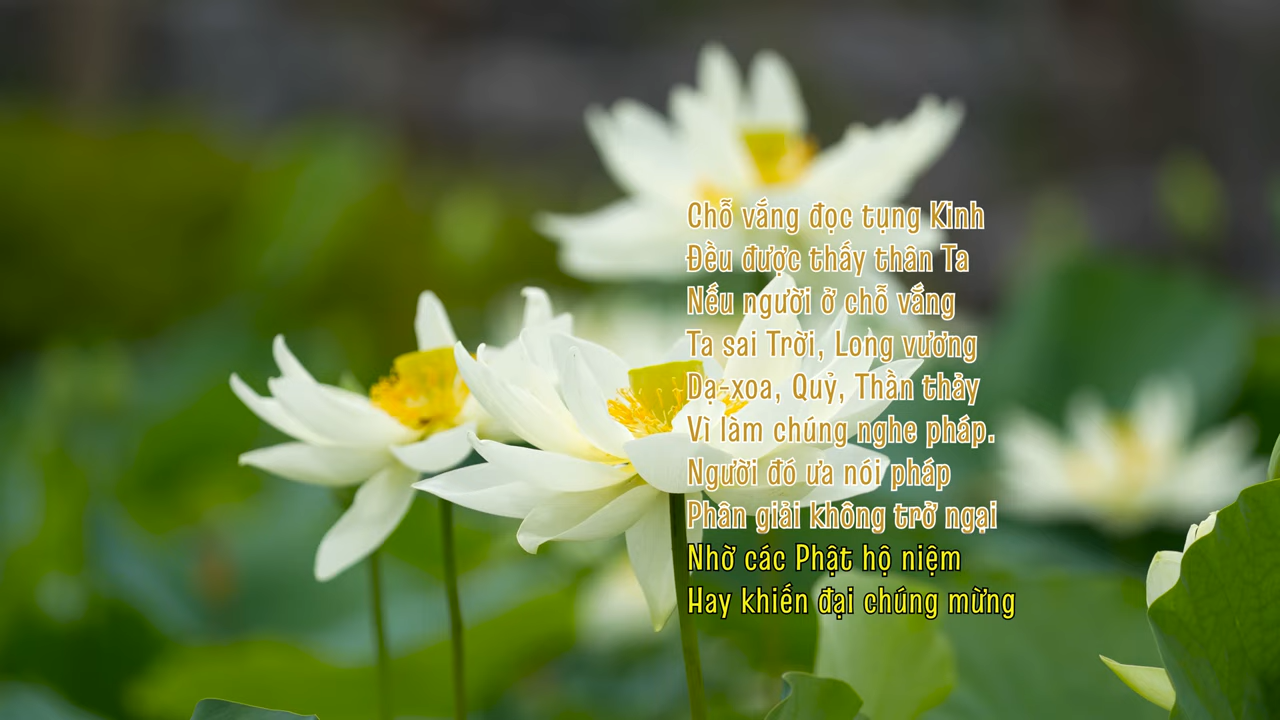 Chỗ vắng đọc tụng Kinh
Đều được thấy thân Ta
Nếu người ở chỗ vắng
Ta sai Trời, Long vương
Dạ-xoa, Quỷ, Thần thảy
Vì làm chúng nghe pháp.
Người đó ưa nói pháp
Phân giải không trở ngại
Nhờ các Phật hộ niệm
Hay khiến đại chúng mừng